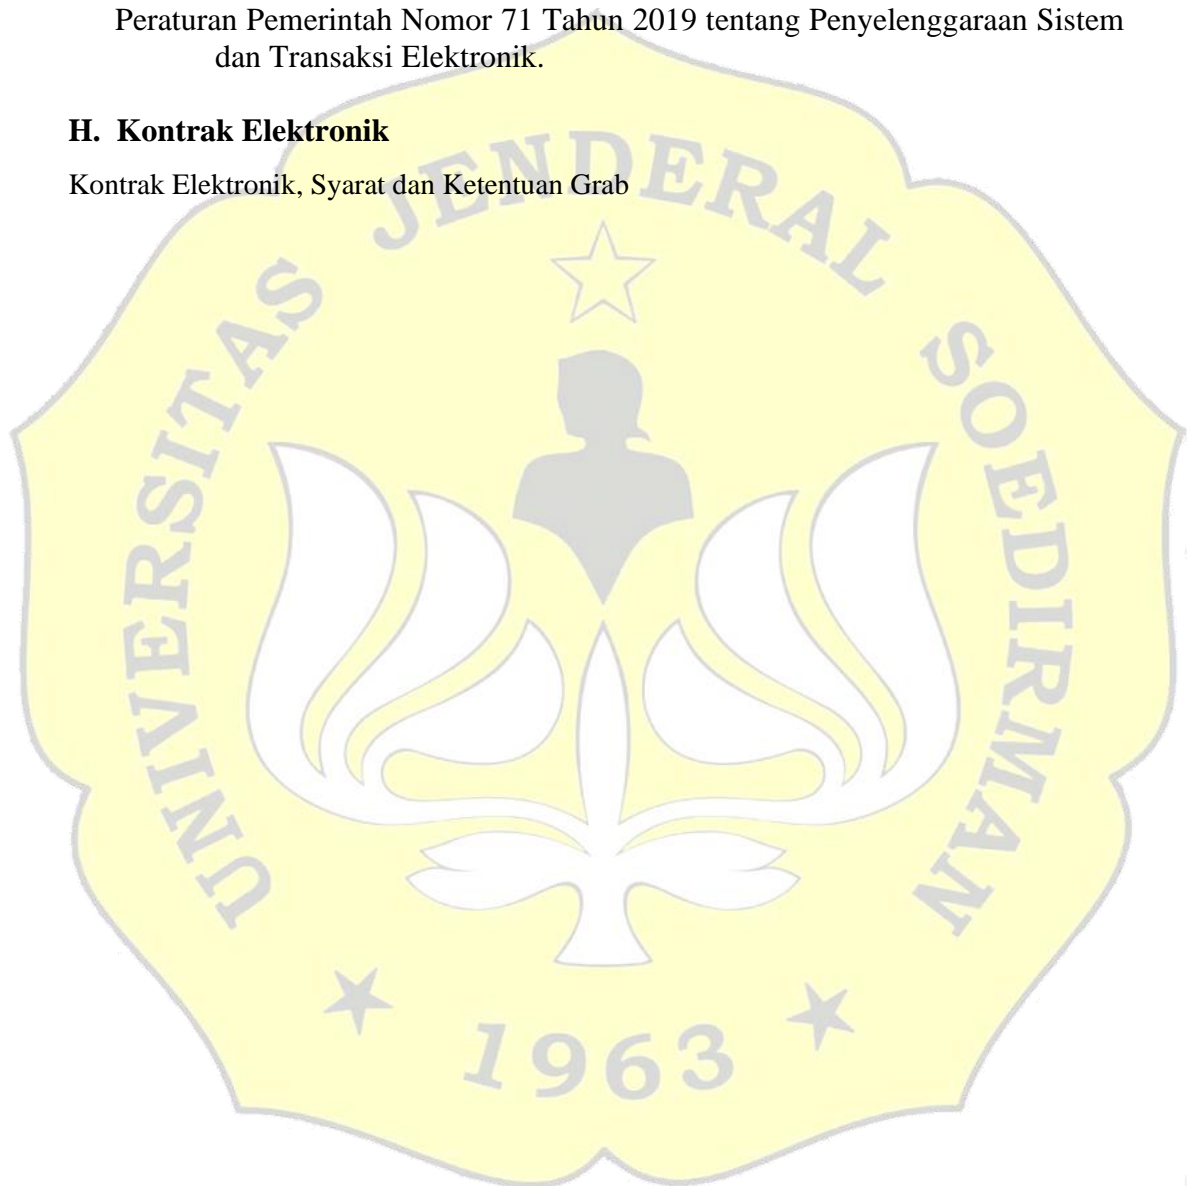 Peraturan Pemerintah Nomor 71 Tahun 2019 tentang Penyelenggaraan Sistem
dan Transaksi Elektronik.
H. Kontrak Elektronik
Kontrak Elektronik, Syarat dan Ketentuan Grab
UNIVERSITAS JENDERAL SOEDIRMAN
1963